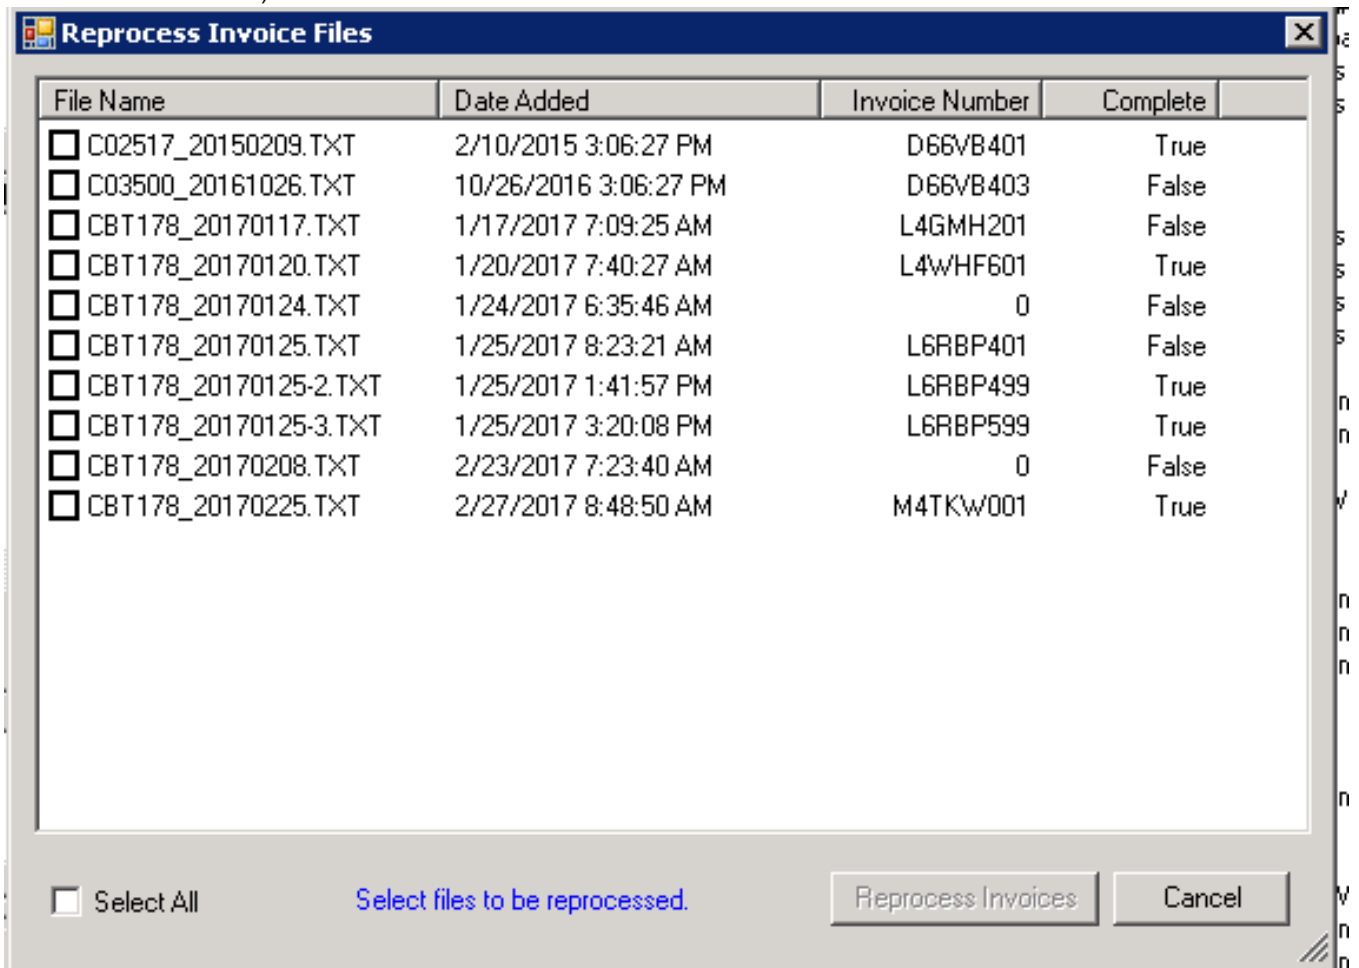 Reprocess Invoice Files
File Name Date Added Invoice Number Complete
C02517_20150209.TXT 2/10/2015 3:06:27 PM D66VB401 True
C03500_20161026.TXT 10/26/2016 3:06:27 PM D66VB403 False
CBT178_20170117.TXT 1/17/2017 7:09:25 AM L4GMH201 False
CBT178_20170120.TXT 1/20/2017 7:40:27 AM L4WHF601 True
CBT178_20170124.TXT 1/24/2017 6:35:46 AM 0 False
CBT178_20170125.TXT 1/25/2017 8:23:21 AM L6RBP401 False
CBT178_20170125-2.TXT 1/25/2017 1:41:57 PM L6RBP499 True
CBT178_20170125-3.TXT 1/25/2017 3:20:08 PM L6RBP599 True
CBT178_20170208.TXT 2/23/2017 7:23:40 AM 0 False
CBT178_20170225.TXT 2/27/2017 8:48:50 AM M4TKW001 True
Select All Select files to be reprocessed. Reprocess Invoices Cancel